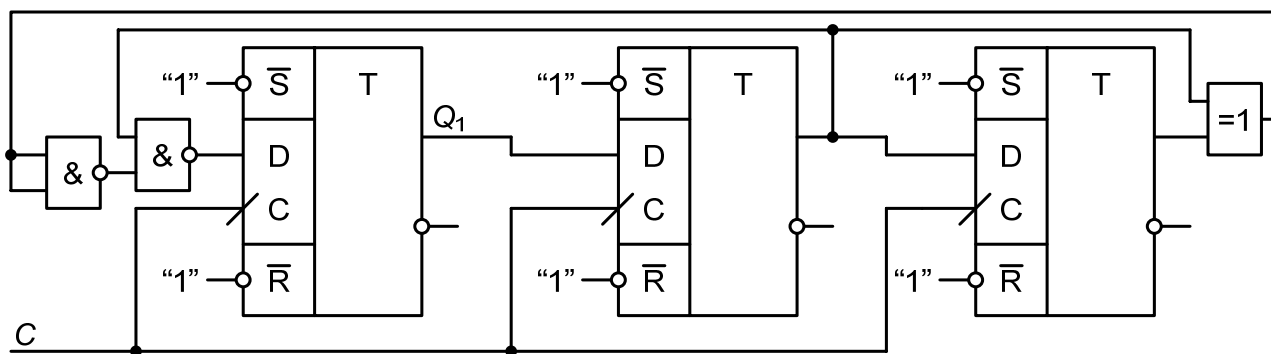 “1” S̅ T “1” S̅ T “1” S̅ T
Q₁ =1
& & D D D
C C C
“1” R̅ “1” R̅ “1” R̅
C